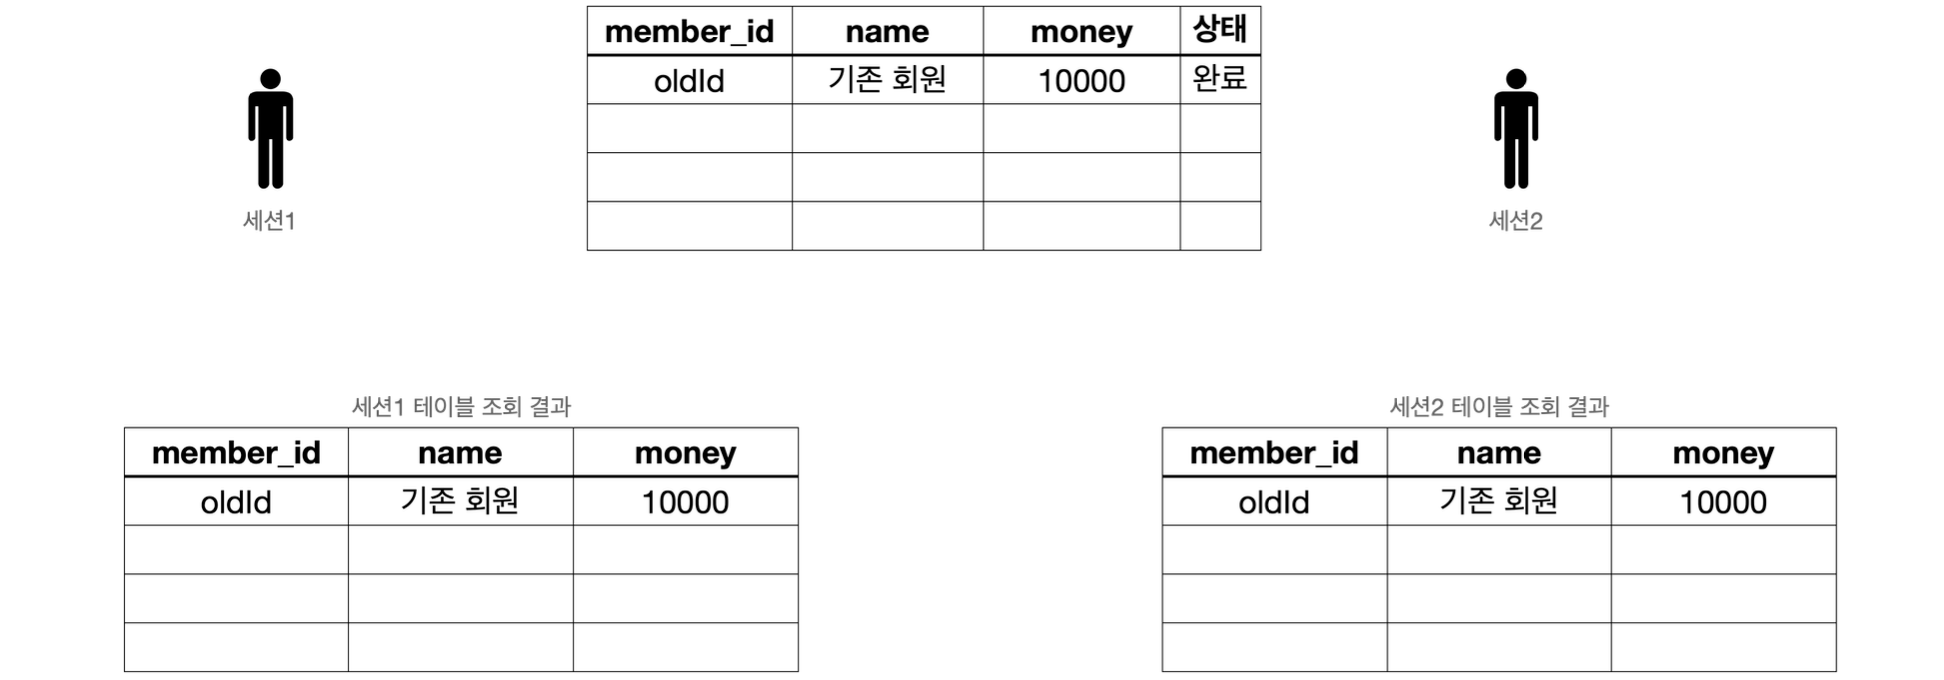 member_id name money 상태
oldId 기존 회원 10000 완료
세션1 세션2
세션1 테이블 조회 결과
member_id name money
oldId 기존 회원 10000
세션2 테이블 조회 결과
member_id name money
oldId 기존 회원 10000